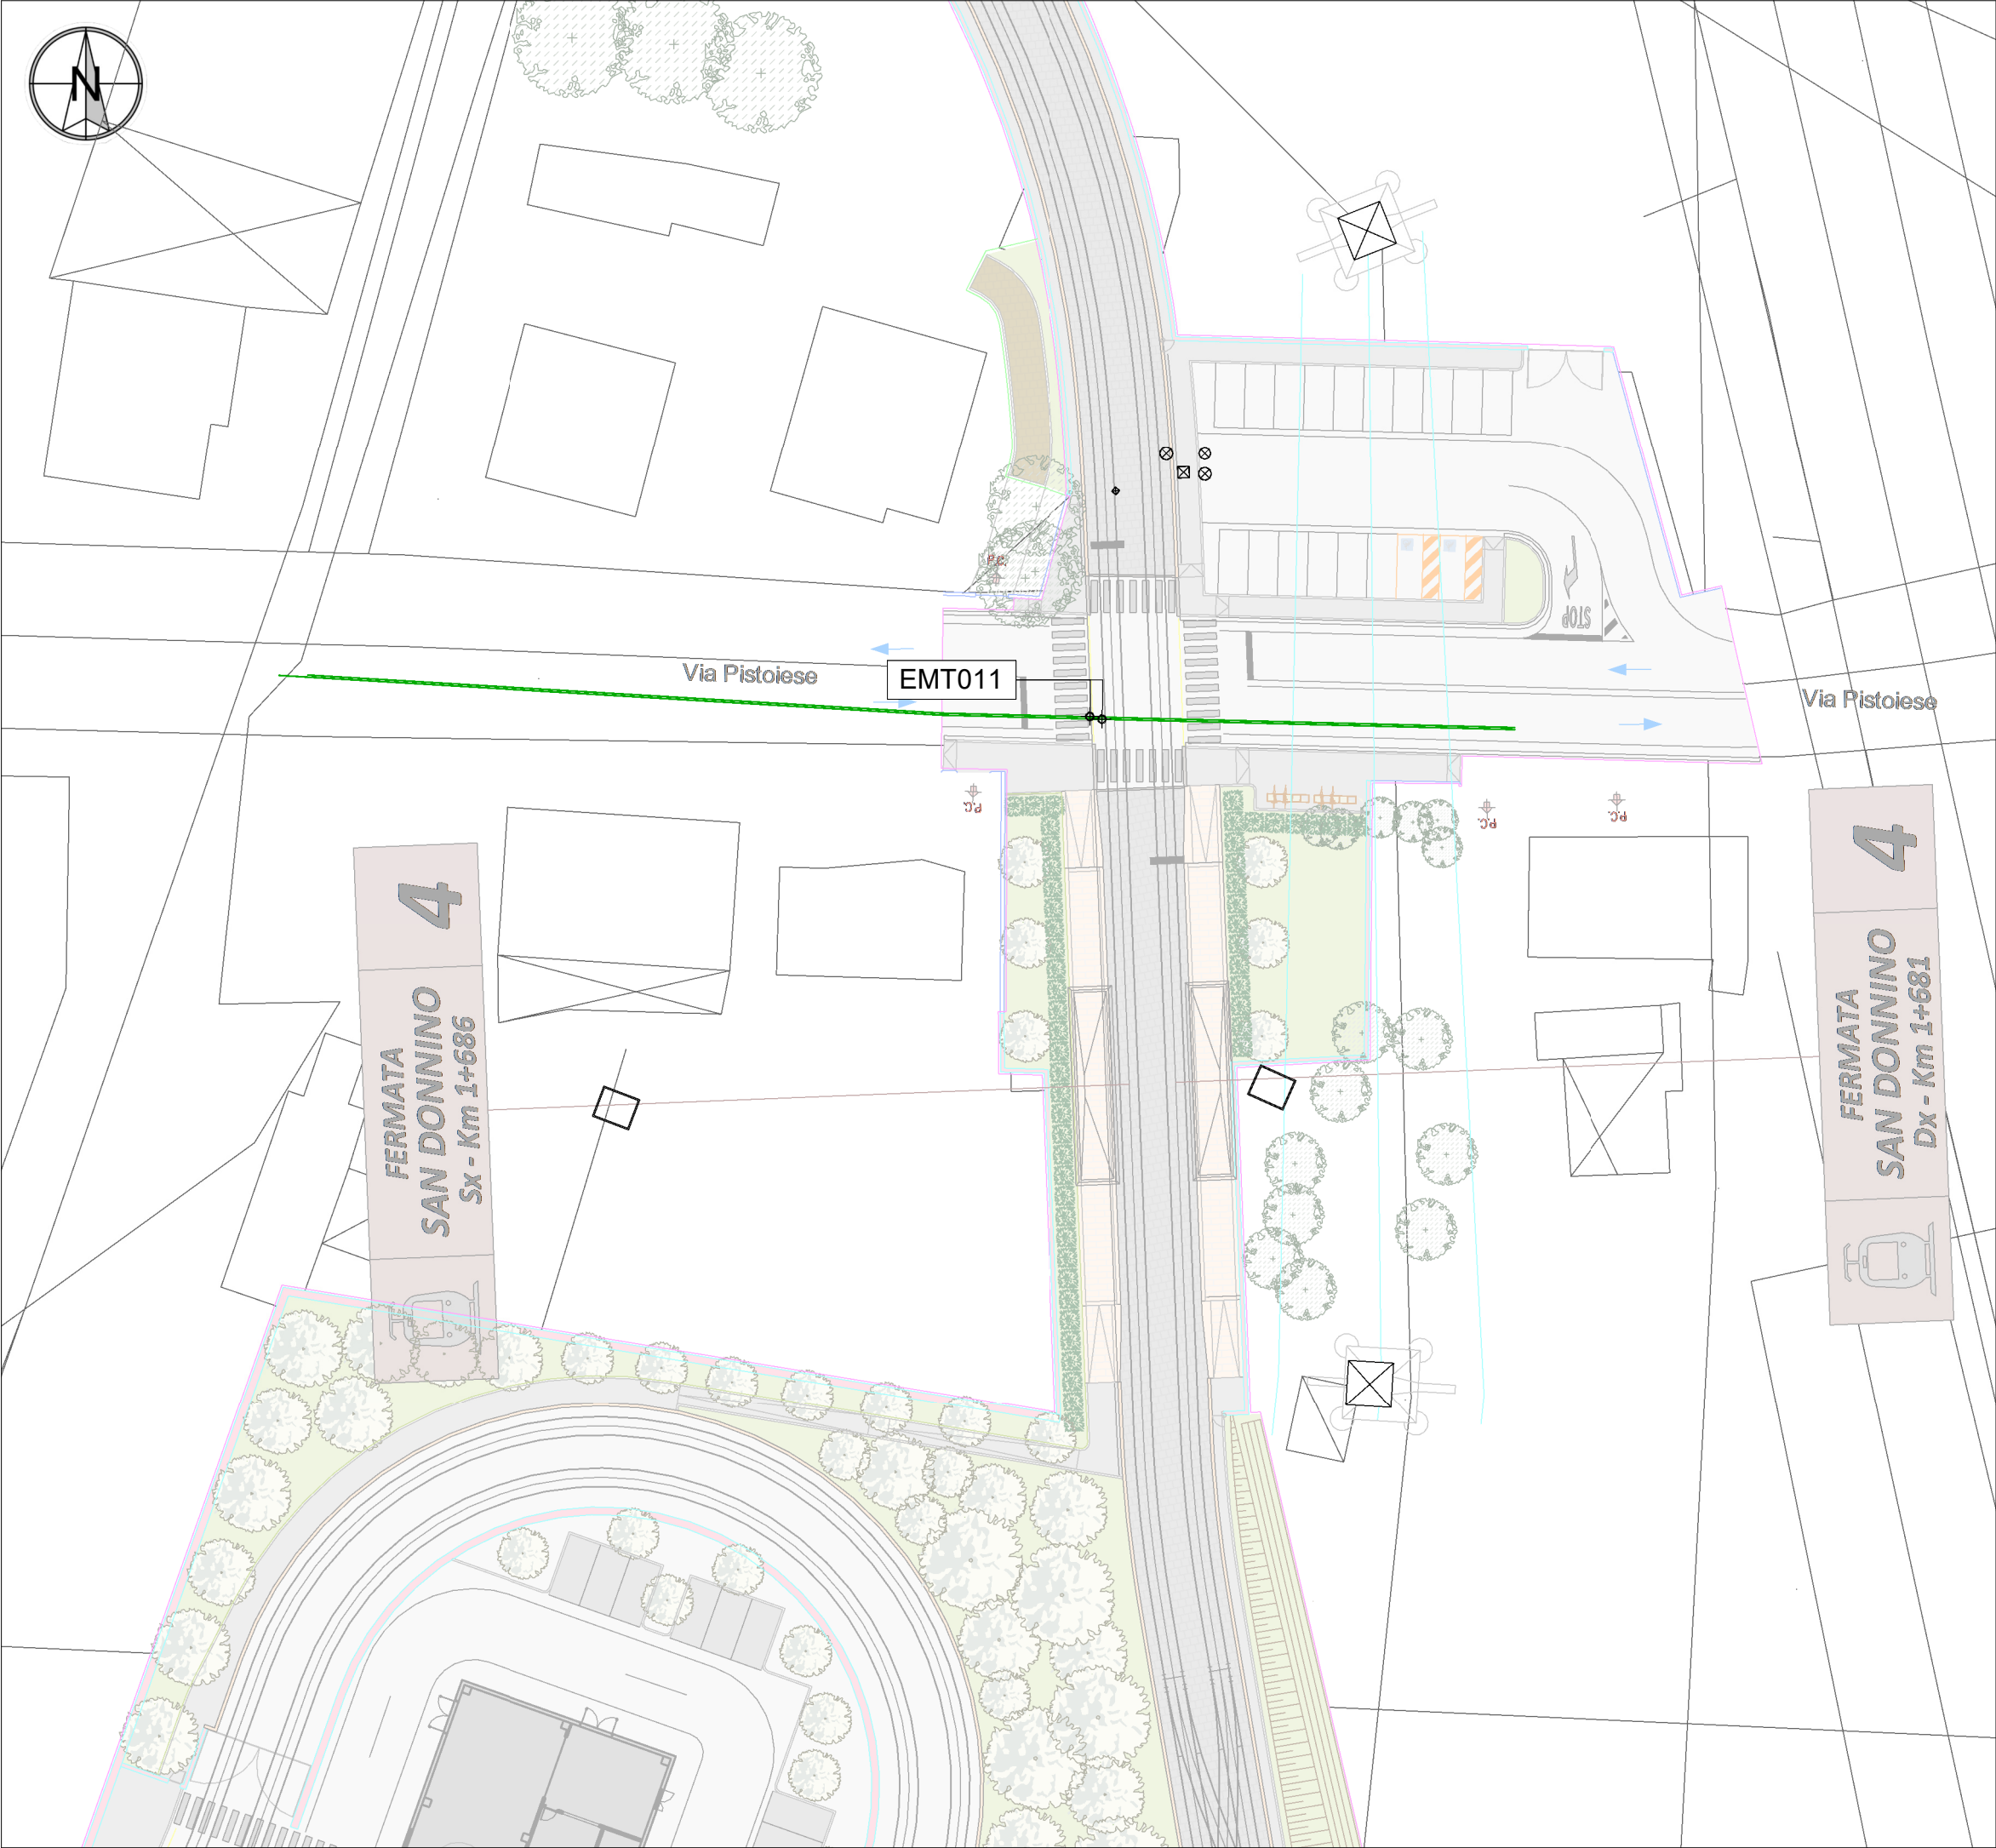 N
P.C.
STOP
Via Pistoiese
EMT011
Via Pistoiese
P.C.
P.C.
P.C.
FERMATA
SAN DONNINO
Sx - Km 1+686
4
FERMATA
SAN DONNINO
Dx - Km 1+681
4